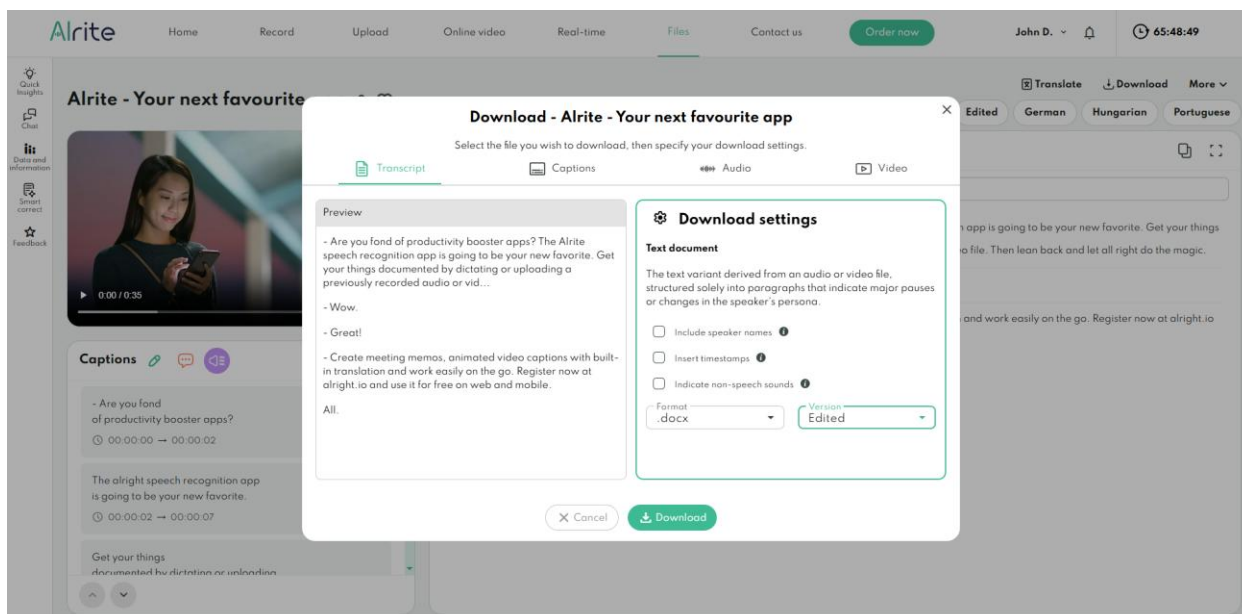 Alrite
Home
Record
Upload
Online video
Real-time
Files
Contact us
Order now
John D.
65:48:49
Quick
Insights
Chat
Data and
information
Smart
correct
Feedback
Alrite - Your next favourite
Translate
Download
More
Edited
German
Hungarian
Portuguese
0:00 / 0:35
app is going to be your new favorite. Get your things
file. Then lean back and let all right do the magic.
and work easily on the go. Register now at alright.io
Captions
- Are you fond
of productivity booster apps?
00:00:00 → 00:00:02
The alright speech recognition app
is going to be your new favorite.
00:00:02 → 00:00:07
Get your things
documented by dictating or uploading
Download - Alrite - Your next favourite app
Select the file you wish to download, then specify your download settings.
Transcript
Captions
Audio
Video
Preview
- Are you fond of productivity booster apps? The Alrite
speech recognition app is going to be your new favorite. Get
your things documented by dictating or uploading a
previously recorded audio or vid...
- Wow.
- Great!
- Create meeting memos, animated video captions with built-
in translation and work easily on the go. Register now at
alright.io and use it for free on web and mobile.
All.
Download settings
Text document
The text variant derived from an audio or video file,
structured solely into paragraphs that indicate major pauses
or changes in the speaker's persona.
Include speaker names
Insert timestamps
Indicate non-speech sounds
Format
.docx
Version
Edited
Cancel
Download